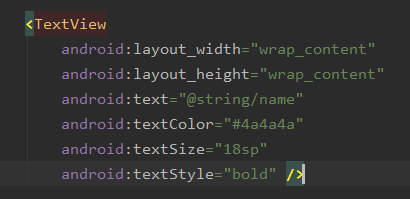 <TextView
android:layout_width="wrap_content"
android:layout_height="wrap_content"
android:text="@string/name"
android:textColor="#4a4a4a"
android:textSize="18sp"
android:textStyle="bold" />